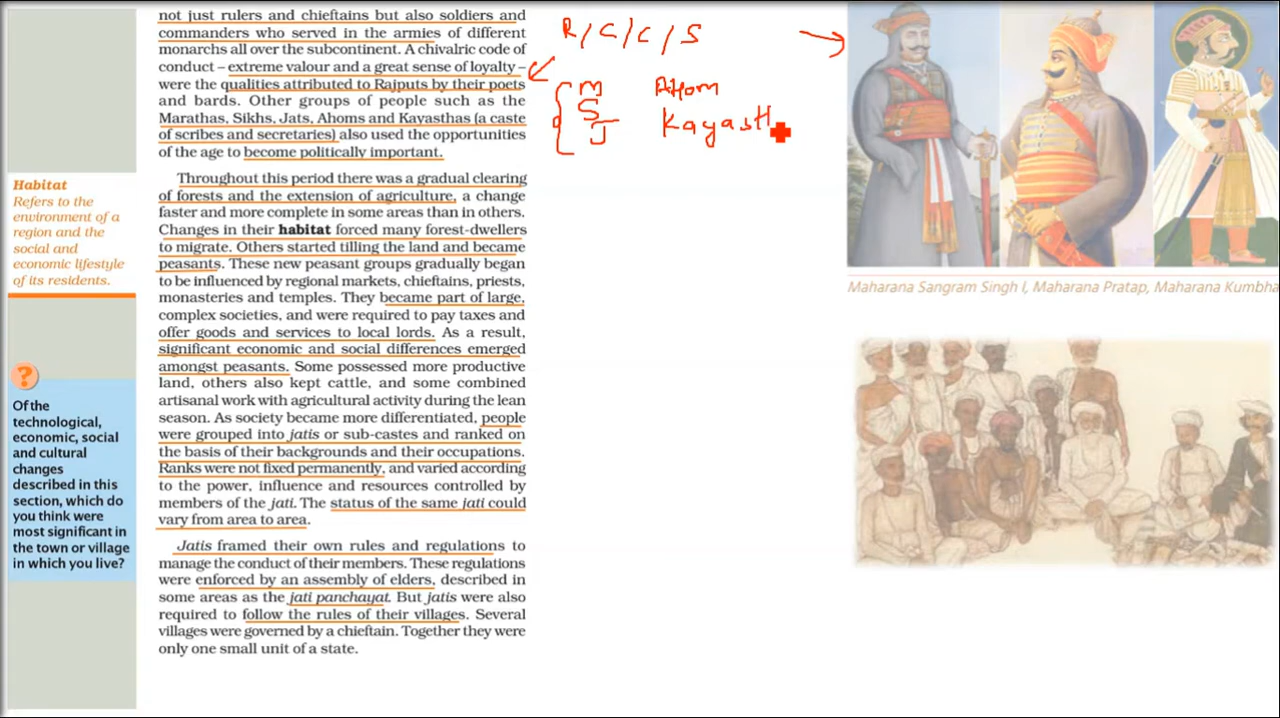 not just rulers and chieftains but also soldiers and
commanders who served in the armies of different
monarchs all over the subcontinent. A chivalric code of
conduct – extreme valour and a great sense of loyalty –
were the qualities attributed to Rajputs by their poets
and bards. Other groups of people such as the
Marathas, Sikhs, Jats, Ahoms and Kayasthas (a caste
of scribes and secretaries) also used the opportunities
of the age to become politically important.
Throughout this period there was a gradual clearing
of forests and the extension of agriculture, a change
faster and more complete in some areas than in others.
Changes in their habitat forced many forest-dwellers
to migrate. Others started tilling the land and became
peasants. These new peasant groups gradually began
to be influenced by regional markets, chieftains, priests,
monasteries and temples. They became part of large,
complex societies, and were required to pay taxes and
offer goods and services to local lords. As a result,
significant economic and social differences emerged
amongst peasants. Some possessed more productive
land, others also kept cattle, and some combined
artisanal work with agricultural activity during the lean
season. As society became more differentiated, people
were grouped into jatis or sub-castes and ranked on
the basis of their backgrounds and their occupations.
Ranks were not fixed permanently, and varied according
to the power, influence and resources controlled by
members of the jati. The status of the same jati could
vary from area to area.
Jatis framed their own rules and regulations to
manage the conduct of their members. These regulations
were enforced by an assembly of elders, described in
some areas as the jati panchayat. But jatis were also
required to follow the rules of their villages. Several
villages were governed by a chieftain. Together they were
only one small unit of a state.
Habitat
Refers to the
environment of a
region and the
social and
economic lifestyle
of its residents.
?
Of the
technological,
economic, social
and cultural
changes
described in this
section, which do
you think were
most significant in
the town or village
in which you live?
R/C/C/S
M Ahom
S
J Kayasth
Maharana Sangram Singh I, Maharana Pratap, Maharana Kumbha